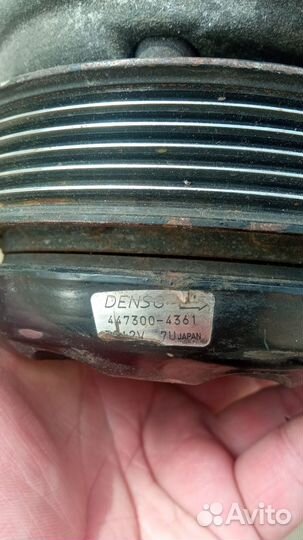 DENSO
447300-4361
12V 7U JAPAN
Avito